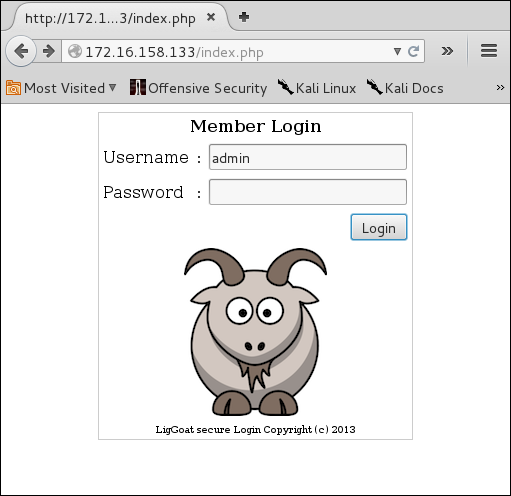 http://172.1...3/index.php
172.16.158.133/index.php
Most Visited Offensive Security Kali Linux Kali Docs
Member Login
Username : admin
Password :
Login
LigGoat secure Login Copyright (c) 2013